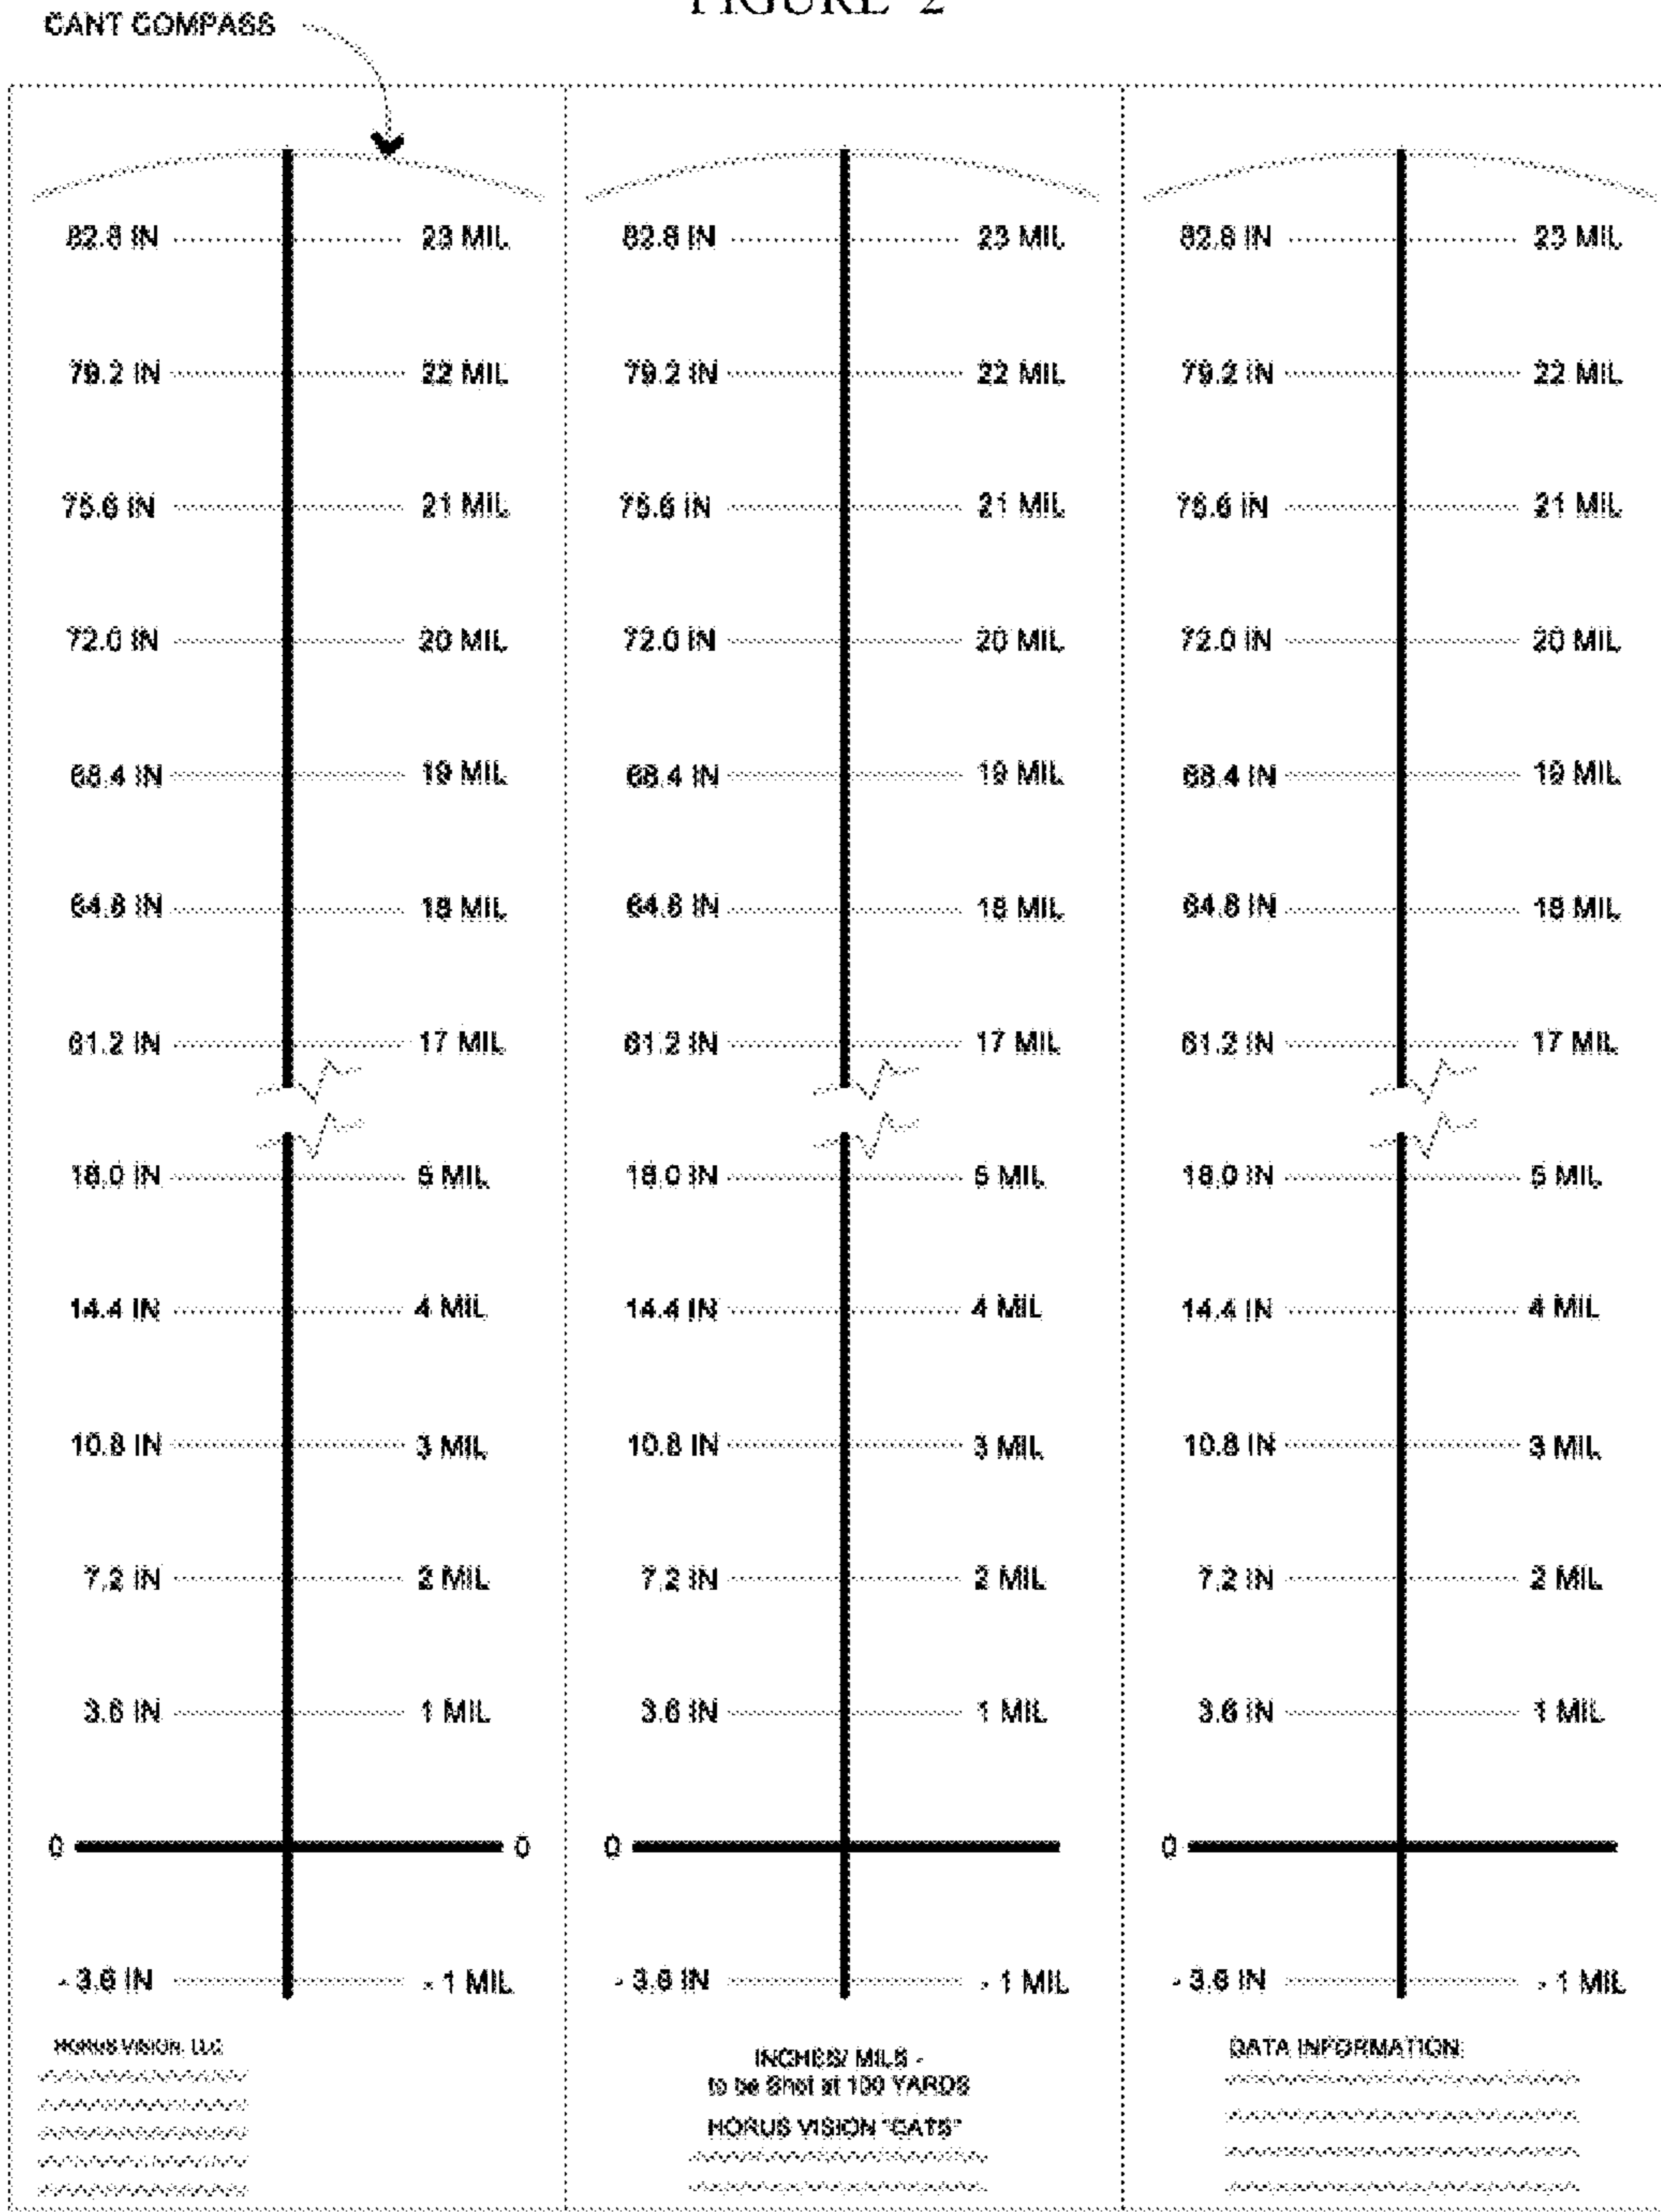 FIGURE 2
CANT COMPASS
82.8 IN 23 MIL 82.8 IN 23 MIL 82.8 IN 23 MIL
79.2 IN 22 MIL 79.2 IN 22 MIL 79.2 IN 22 MIL
75.6 IN 21 MIL 75.6 IN 21 MIL 75.6 IN 21 MIL
72.0 IN 20 MIL 72.0 IN 20 MIL 72.0 IN 20 MIL
68.4 IN 19 MIL 68.4 IN 19 MIL 68.4 IN 19 MIL
64.8 IN 18 MIL 64.8 IN 18 MIL 64.8 IN 18 MIL
61.2 IN 17 MIL 61.2 IN 17 MIL 61.2 IN 17 MIL
18.0 IN 5 MIL 18.0 IN 5 MIL 18.0 IN 5 MIL
14.4 IN 4 MIL 14.4 IN 4 MIL 14.4 IN 4 MIL
10.8 IN 3 MIL 10.8 IN 3 MIL 10.8 IN 3 MIL
7.2 IN 2 MIL 7.2 IN 2 MIL 7.2 IN 2 MIL
3.6 IN 1 MIL 3.6 IN 1 MIL 3.6 IN 1 MIL
0 0 0 0
- 3.6 IN - 1 MIL - 3.6 IN - 1 MIL - 3.6 IN - 1 MIL
HORUS VISION, LLC
INCHES/ MILS -
to be Shot at 100 YARDS
HORUS VISION "CATS"
DATA INFORMATION: